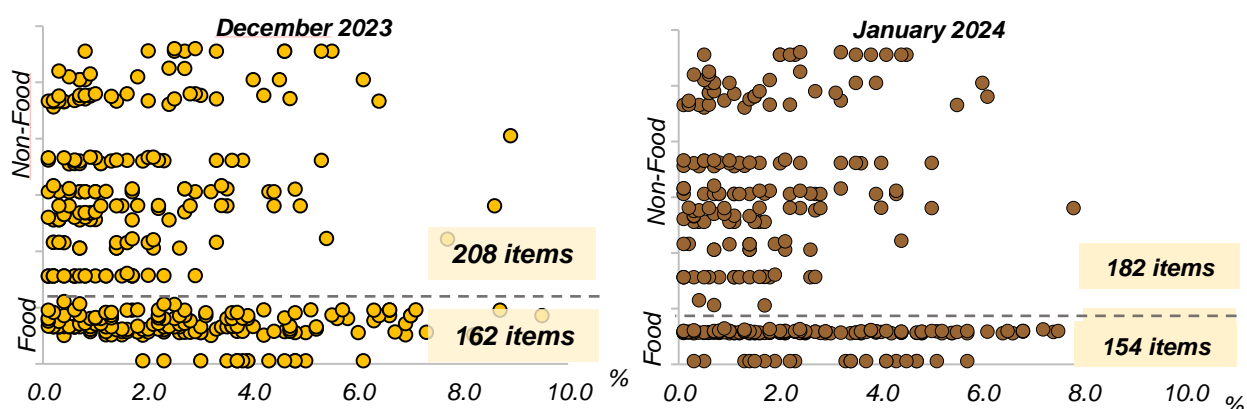 December 2023
Non-Food
Food
208 items
162 items
0.0 2.0 4.0 6.0 8.0 10.0 %
January 2024
Non-Food
Food
182 items
154 items
0.0 2.0 4.0 6.0 8.0 10.0 %